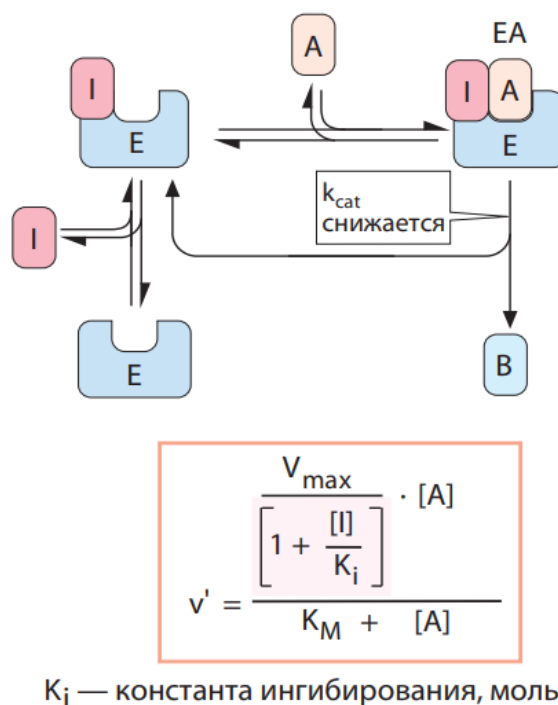 A
EA
I
I A
E
E
k_cat
снижается
I
E
B
V_max
[1 + [I]/K_i] · [A]
v' =
K_M + [A]
K_i — константа ингибирования, моль